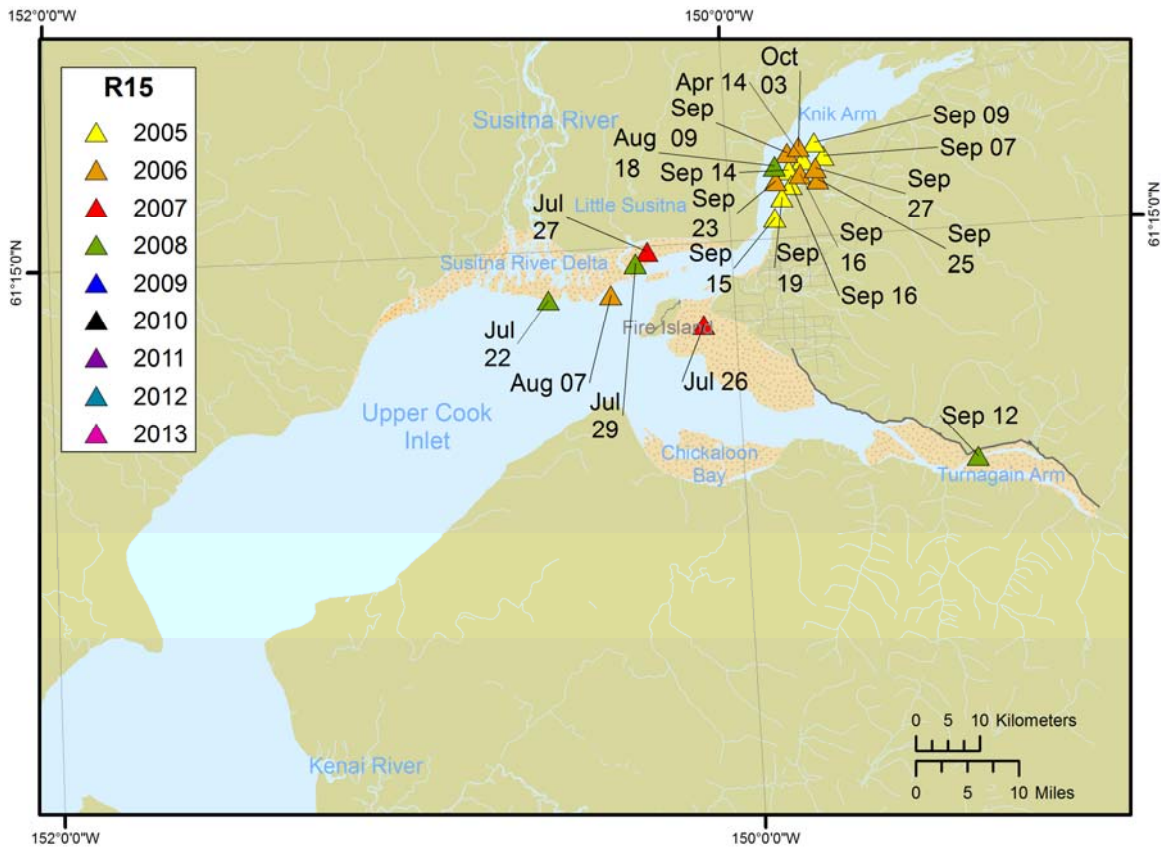 152°0'0"W
150°0'0"W
R15
2005
2006
2007
2008
2009
2010
2011
2012
2013
Oct
03
Apr 14
Sep
09
Aug
18
Sep 14
Sep
23
Sep
15
Sep
19
Sep 16
Sep
16
Sep
25
Sep
27
Sep 07
Sep 09
Knik Arm
Susitna River
Little Susitna
Jul
27
Susitna River Delta
61°15'0"N
61°15'0"N
Jul
22
Aug 07
Jul
29
Fire Island
Jul 26
Upper Cook
Inlet
Chickaloon
Bay
Sep 12
Turnagain Arm
Kenai River
0 5 10 Kilometers
0 5 10 Miles
152°0'0"W
150°0'0"W